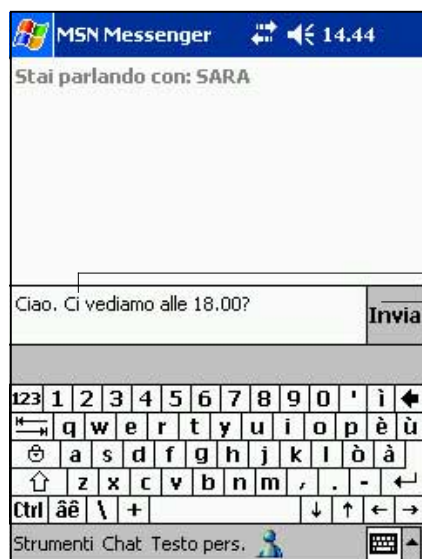 MSN Messenger 14.44
Stai parlando con: SARA
Ciao. Ci vediamo alle 18.00?
Invia
123 1 2 3 4 5 6 7 8 9 0 ' ì
q w e r t y u i o p è ù
a s d f g h j k l ò à
z x c v b n m , . -
Ctrl âê \ +
Strumenti Chat Testo pers.